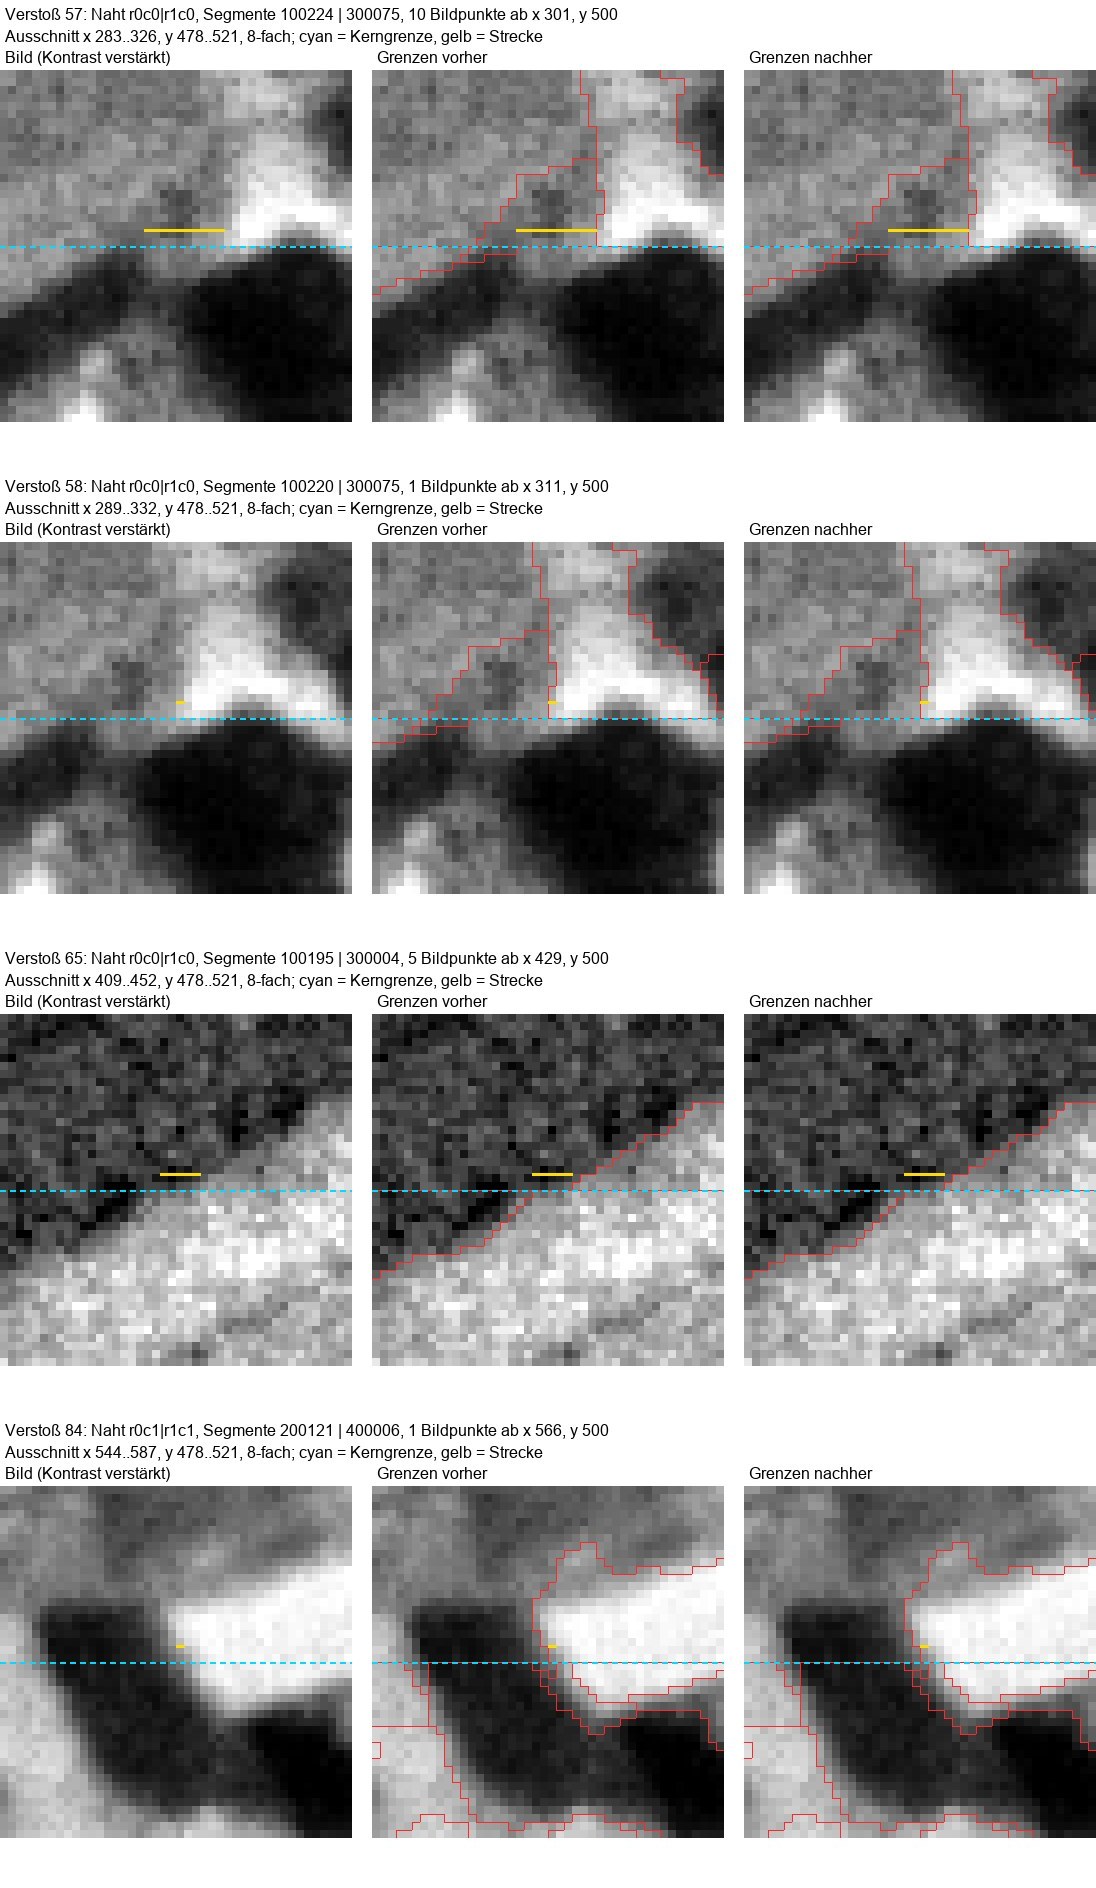 Verstoß 57: Naht r0c0|r1c0, Segmente 100224 | 300075, 10 Bildpunkte ab x 301, y 500
Ausschnitt x 283..326, y 478..521, 8-fach; cyan = Kerngrenze, gelb = Strecke
Bild (Kontrast verstärkt) Grenzen vorher Grenzen nachher
Verstoß 58: Naht r0c0|r1c0, Segmente 100220 | 300075, 1 Bildpunkte ab x 311, y 500
Ausschnitt x 289..332, y 478..521, 8-fach; cyan = Kerngrenze, gelb = Strecke
Bild (Kontrast verstärkt) Grenzen vorher Grenzen nachher
Verstoß 65: Naht r0c0|r1c0, Segmente 100195 | 300004, 5 Bildpunkte ab x 429, y 500
Ausschnitt x 409..452, y 478..521, 8-fach; cyan = Kerngrenze, gelb = Strecke
Bild (Kontrast verstärkt) Grenzen vorher Grenzen nachher
Verstoß 84: Naht r0c1|r1c1, Segmente 200121 | 400006, 1 Bildpunkte ab x 566, y 500
Ausschnitt x 544..587, y 478..521, 8-fach; cyan = Kerngrenze, gelb = Strecke
Bild (Kontrast verstärkt) Grenzen vorher Grenzen nachher